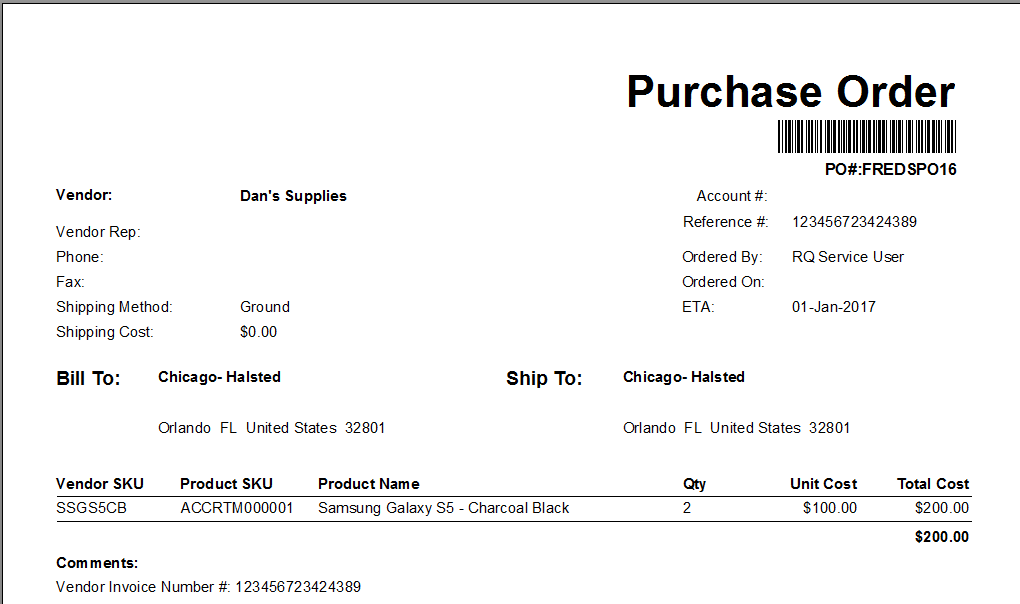 Purchase Order
PO#:FREDSPO16
Vendor: Dan's Supplies
Account #:
Reference #: 123456723424389
Vendor Rep:
Phone:
Ordered By: RQ Service User
Fax:
Ordered On:
Shipping Method: Ground
ETA: 01-Jan-2017
Shipping Cost: $0.00
Bill To: Chicago- Halsted
Ship To: Chicago- Halsted
Orlando FL United States 32801
Orlando FL United States 32801
Vendor SKU Product SKU Product Name Qty Unit Cost Total Cost
SSGS5CB ACCRTM000001 Samsung Galaxy S5 - Charcoal Black 2 $100.00 $200.00
$200.00
Comments:
Vendor Invoice Number #: 123456723424389